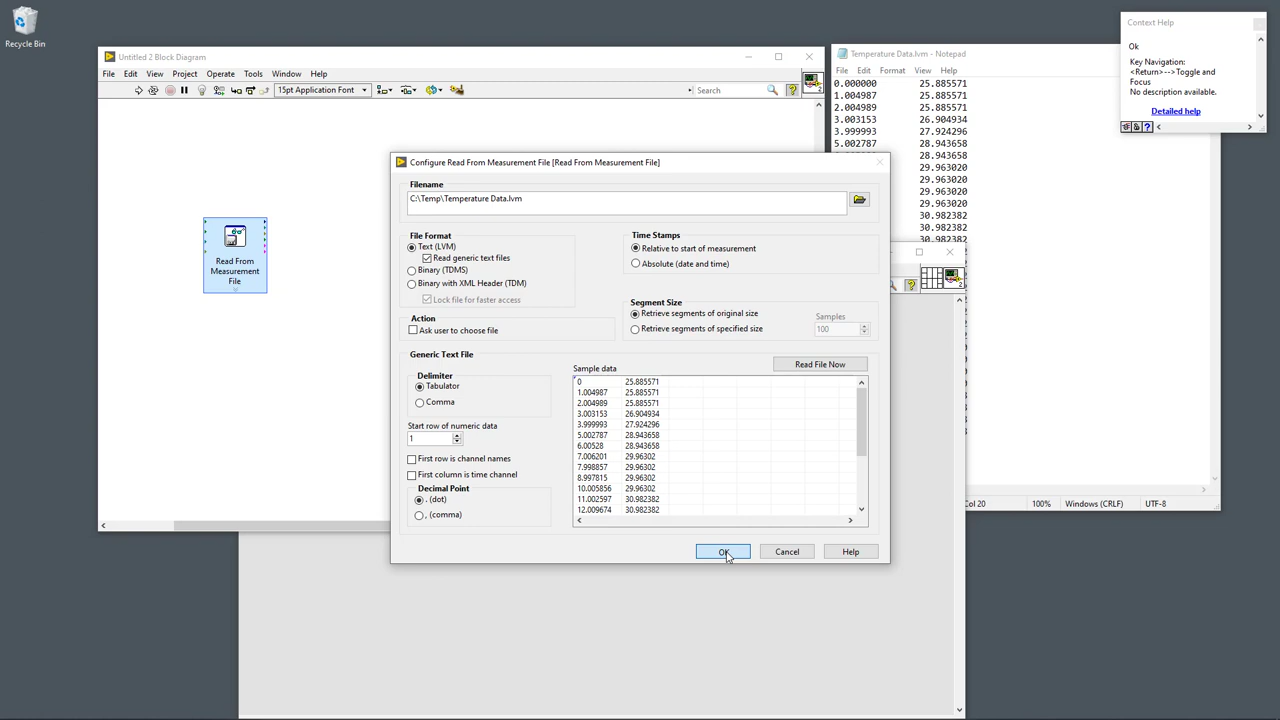 Recycle Bin
Untitled 2 Block Diagram
File Edit View Project Operate Tools Window Help
15pt Application Font
Search
Read From
Measurement
File
Temperature Data.lvm - Notepad
File Edit Format View Help
0.000000 25.885571
1.004987 25.885571
2.004989 25.885571
3.003153 26.904934
3.999993 27.924296
5.002787 28.943658
28.943658
29.963020
29.963020
29.963020
30.982382
30.982382
Col 20 100% Windows (CRLF) UTF-8
Context Help
Ok
Key Navigation:
<Return>-->Toggle and
Focus
No description available.
Detailed help
Configure Read From Measurement File [Read From Measurement File]
Filename
C:\Temp\Temperature Data.lvm
File Format
Text (LVM)
Read generic text files
Binary (TDMS)
Binary with XML Header (TDM)
Lock file for faster access
Action
Ask user to choose file
Time Stamps
Relative to start of measurement
Absolute (date and time)
Segment Size
Retrieve segments of original size
Retrieve segments of specified size
Samples
100
Generic Text File
Delimiter
Tabulator
Comma
Start row of numeric data
1
First row is channel names
First column is time channel
Decimal Point
. (dot)
, (comma)
Sample data
Read File Now
0 25.885571
1.004987 25.885571
2.004989 25.885571
3.003153 26.904934
3.999993 27.924296
5.002787 28.943658
6.00528 28.943658
7.006201 29.96302
7.998857 29.96302
8.997815 29.96302
10.005856 29.96302
11.002597 30.982382
12.009674 30.982382
OK Cancel Help